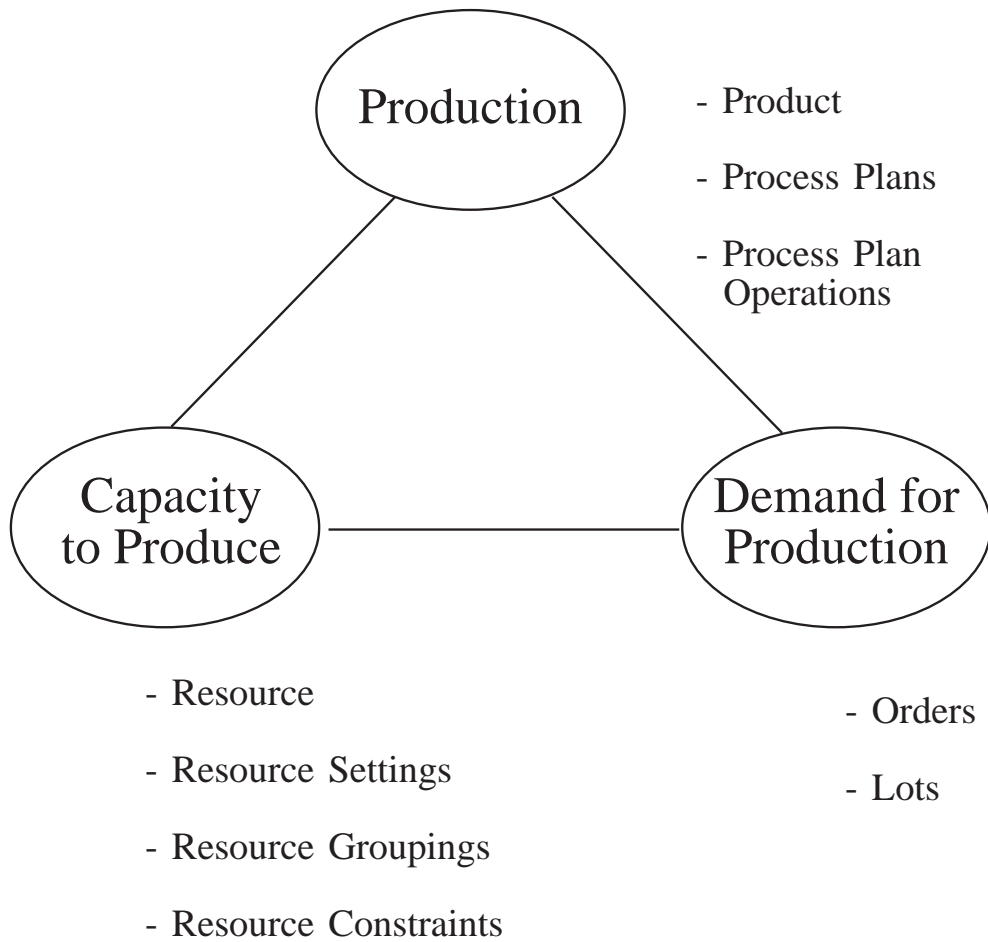 Production
- Product
- Process Plans
- Process Plan
Operations
Capacity
to Produce
Demand for
Production
- Resource
- Resource Settings
- Resource Groupings
- Resource Constraints
- Orders
- Lots